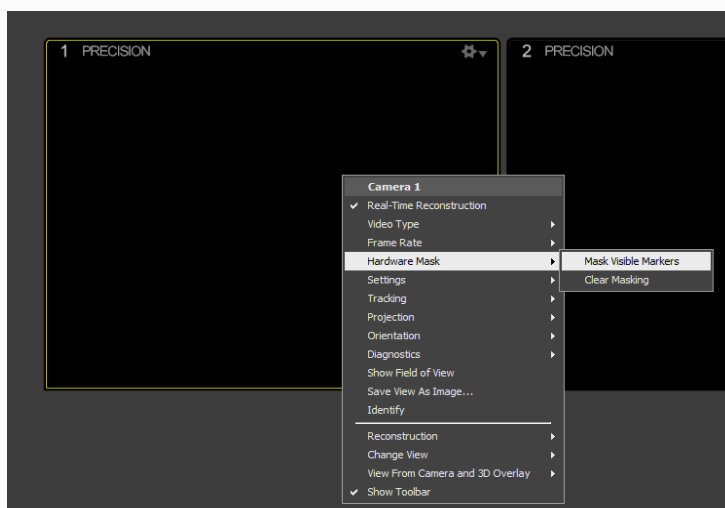 1 PRECISION
2 PRECISION
Camera 1
Real-Time Reconstruction
Video Type
Frame Rate
Hardware Mask
Mask Visible Markers
Settings
Clear Masking
Tracking
Projection
Orientation
Diagnostics
Show Field of View
Save View As Image...
Identify
Reconstruction
Change View
View From Camera and 3D Overlay
Show Toolbar